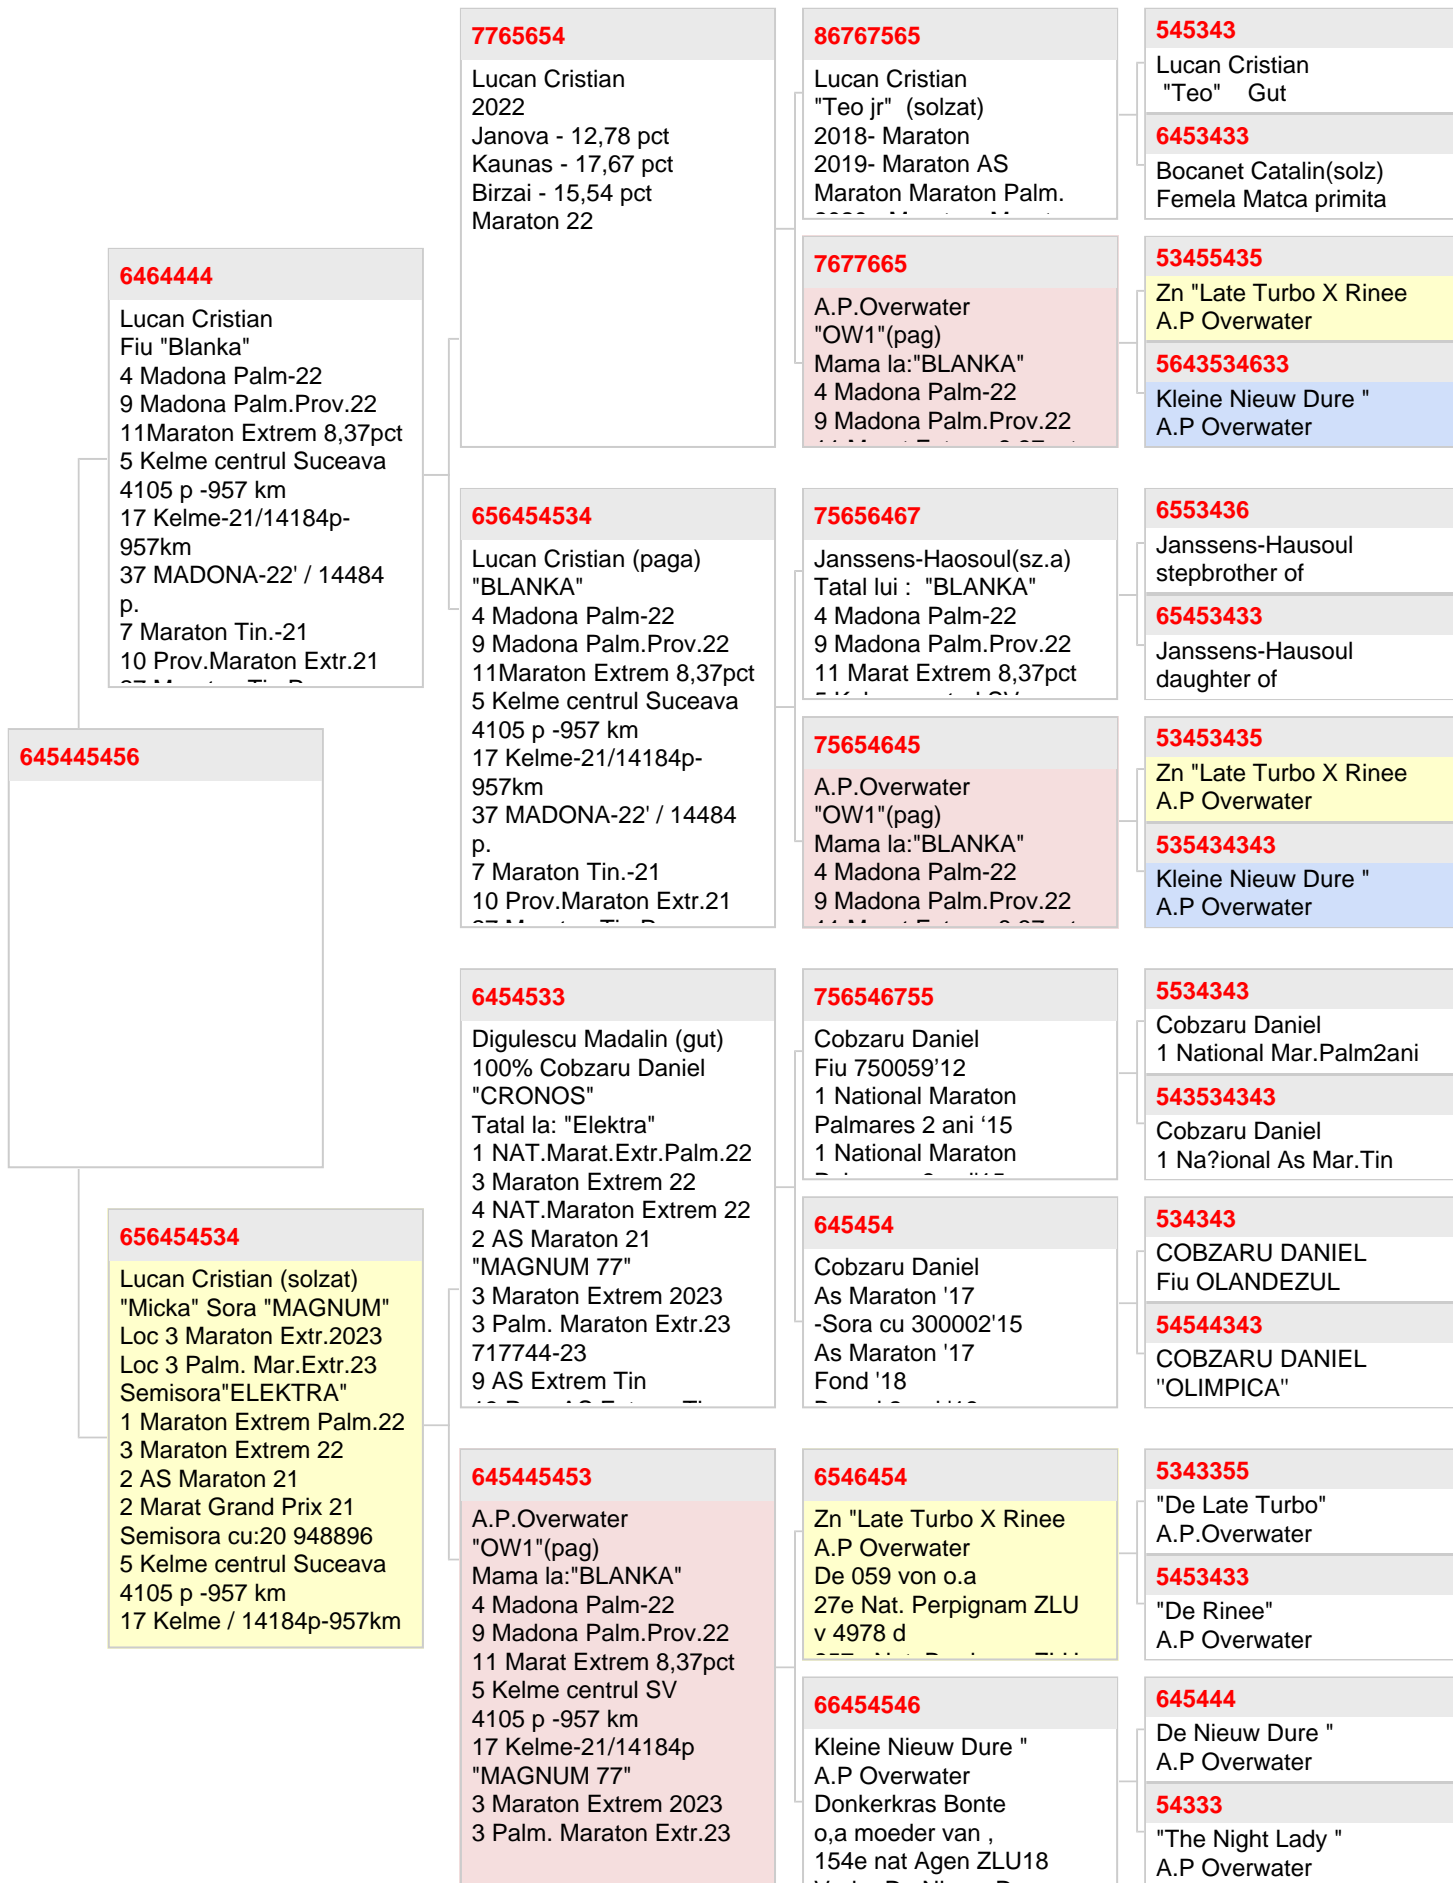 645445456
6464444
Lucan Cristian
Fiu "Blanka"
4 Madona Palm-22
9 Madona Palm.Prov.22
11Maraton Extrem 8,37pct
5 Kelme centrul Suceava
4105 p -957 km
17 Kelme-21/14184p-
957km
37 MADONA-22' / 14484
p.
7 Maraton Tin.-21
10 Prov.Maraton Extr.21
656454534
Lucan Cristian (solzat)
"Micka" Sora "MAGNUM"
Loc 3 Maraton Extr.2023
Loc 3 Palm. Mar.Extr.23
Semisora"ELEKTRA"
1 Maraton Extrem Palm.22
3 Maraton Extrem 22
2 AS Maraton 21
2 Marat Grand Prix 21
Semisora cu:20 948896
5 Kelme centrul Suceava
4105 p -957 km
17 Kelme / 14184p-957km
7765654
Lucan Cristian
2022
Janova - 12,78 pct
Kaunas - 17,67 pct
Birzai - 15,54 pct
Maraton 22
656454534
Lucan Cristian (paga)
"BLANKA"
4 Madona Palm-22
9 Madona Palm.Prov.22
11Maraton Extrem 8,37pct
5 Kelme centrul Suceava
4105 p -957 km
17 Kelme-21/14184p-
957km
37 MADONA-22' / 14484
p.
7 Maraton Tin.-21
10 Prov.Maraton Extr.21
6454533
Digulescu Madalin (gut)
100% Cobzaru Daniel
"CRONOS"
Tatal la: "Elektra"
1 NAT.Marat.Extr.Palm.22
3 Maraton Extrem 22
4 NAT.Maraton Extrem 22
2 AS Maraton 21
"MAGNUM 77"
3 Maraton Extrem 2023
3 Palm. Maraton Extr.23
717744-23
9 AS Extrem Tin
645445453
A.P.Overwater
"OW1"(pag)
Mama la:"BLANKA"
4 Madona Palm-22
9 Madona Palm.Prov.22
11 Marat Extrem 8,37pct
5 Kelme centrul SV
4105 p -957 km
17 Kelme-21/14184p
"MAGNUM 77"
3 Maraton Extrem 2023
3 Palm. Maraton Extr.23
86767565
Lucan Cristian
"Teo jr"  (solzat)
2018- Maraton
2019- Maraton AS
Maraton Maraton Palm.
7677665
A.P.Overwater
"OW1"(pag)
Mama la:"BLANKA"
4 Madona Palm-22
9 Madona Palm.Prov.22
75656467
Janssens-Haosoul(sz.a)
Tatal lui :  "BLANKA"
4 Madona Palm-22
9 Madona Palm.Prov.22
11 Marat Extrem 8,37pct
75654645
A.P.Overwater
"OW1"(pag)
Mama la:"BLANKA"
4 Madona Palm-22
9 Madona Palm.Prov.22
756546755
Cobzaru Daniel
Fiu 750059’12
1 National Maraton
Palmares 2 ani ‘15
1 National Maraton
645454
Cobzaru Daniel
As Maraton '17
-Sora cu 300002'15
As Maraton '17
Fond '18
6546454
Zn "Late Turbo X Rinee
A.P Overwater
De 059 von o.a
27e Nat. Perpignam ZLU
v 4978 d
66454546
Kleine Nieuw Dure "
A.P Overwater
Donkerkras Bonte
o,a moeder van ,
154e nat Agen ZLU18
545343
Lucan Cristian
"Teo"    Gut
6453433
Bocanet Catalin(solz)
Femela Matca primita
53455435
Zn "Late Turbo X Rinee
A.P Overwater
5643534633
Kleine Nieuw Dure "
A.P Overwater
6553436
Janssens-Hausoul
stepbrother of
65453433
Janssens-Hausoul
daughter of
53453435
Zn "Late Turbo X Rinee
A.P Overwater
535434343
Kleine Nieuw Dure "
A.P Overwater
5534343
Cobzaru Daniel
1 National Mar.Palm2ani
543534343
Cobzaru Daniel
1 Na?ional As Mar.Tin
534343
COBZARU DANIEL
Fiu OLANDEZUL
54544343
COBZARU DANIEL
"OLIMPICA"
5343355
"De Late Turbo"
A.P.Overwater
5453433
"De Rinee"
A.P Overwater
645444
De Nieuw Dure "
A.P Overwater
54333
"The Night Lady "
A.P Overwater